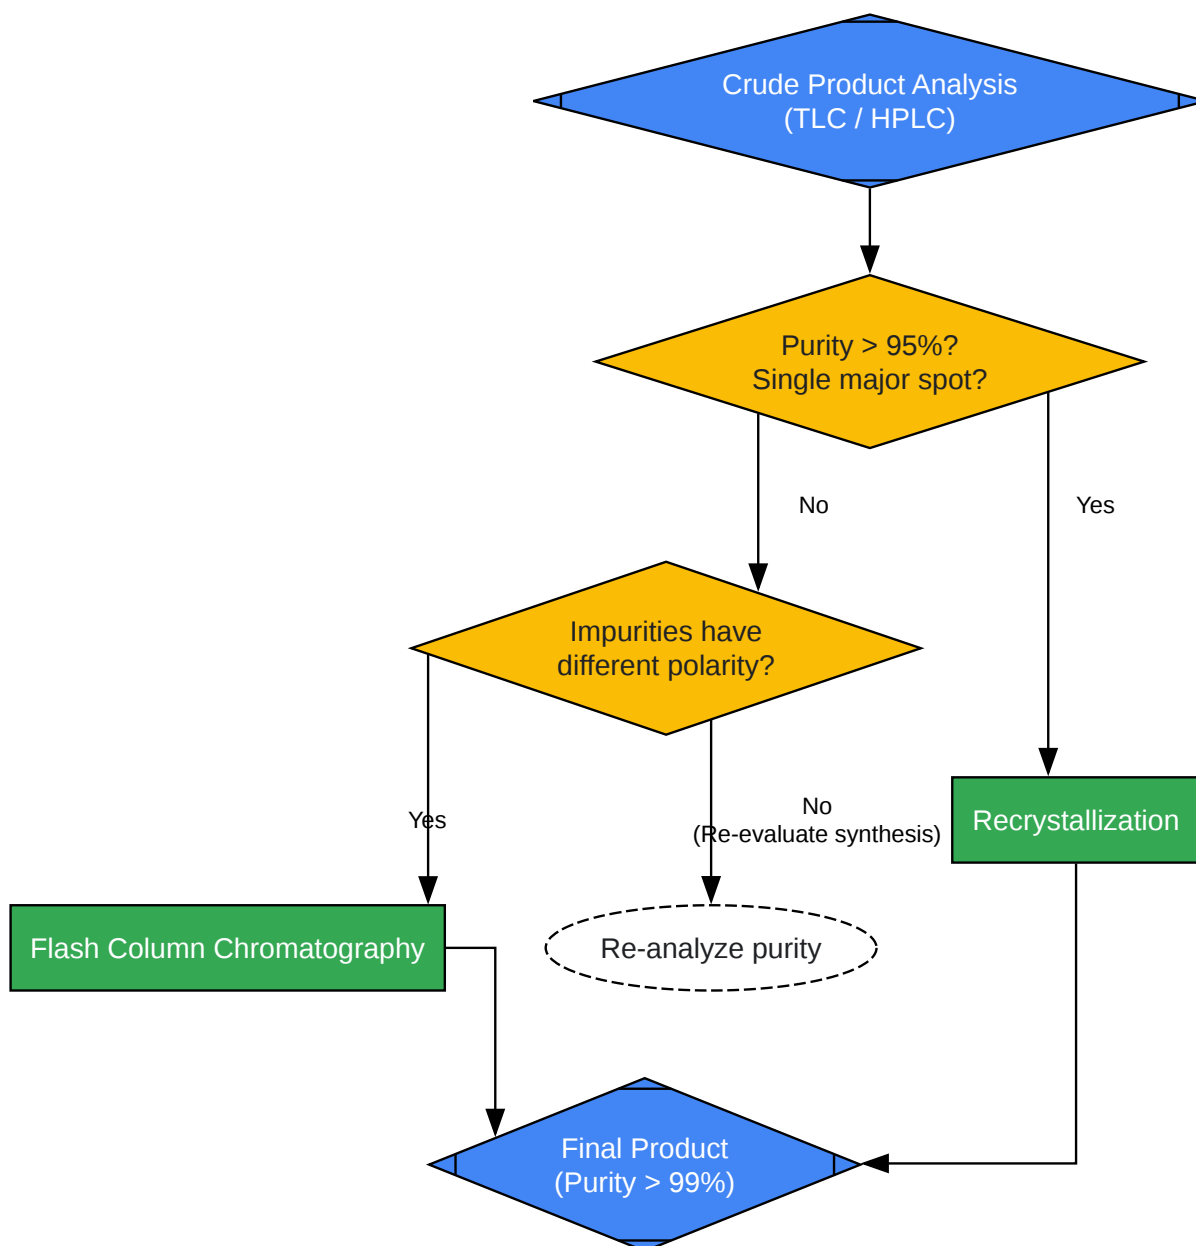 Crude Product Analysis
(TLC / HPLC)
Purity > 95%?
Single major spot?
No
Yes
Impurities have
different polarity?
Yes
No
(Re-evaluate synthesis)
Recrystallization
Flash Column Chromatography
Re-analyze purity
Final Product
(Purity > 99%)